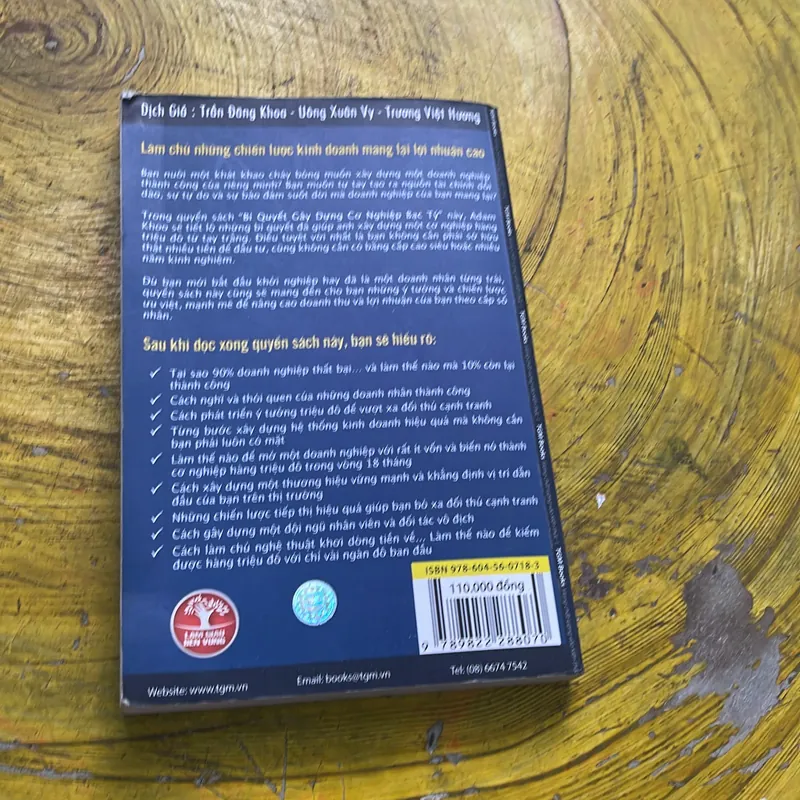 Dịch Giả : Trần Đăng Khoa - Uông Xuân Vy - Trương Việt Hương
Làm chủ những chiến lược kinh doanh mang lại lợi nhuận cao
Bạn nuôi một khát khao cháy bỏng muốn xây dựng một doanh nghiệp
thành công của riêng mình? Bạn muốn tự tay tạo ra nguồn tài chính dồi
dào, sự tự do và sự bảo đảm suốt đời mà doanh nghiệp của bạn mang lại?
Trong quyển sách "Bí Quyết Gây Dựng Cơ Nghiệp Bạc Tỷ" này, Adam
Khoo sẽ tiết lộ những bí quyết đã giúp anh xây dựng một cơ nghiệp hàng
triệu đô từ tay trắng. Điều tuyệt vời nhất là bạn không cần phải sở hữu
thật nhiều tiền để đầu tư, cũng không cần có bằng cấp cao siêu hoặc nhiều
năm kinh nghiệm.
Dù bạn mới bắt đầu khởi nghiệp hay đã là một doanh nhân từng trải,
quyển sách này cũng sẽ mang đến cho bạn những ý tưởng và chiến lược
ưu việt, mạnh mẽ để nâng cao doanh thu và lợi nhuận của bạn theo cấp số
nhân.
Sau khi đọc xong quyển sách này, bạn sẽ hiểu rõ:
✓ Tại sao 90% doanh nghiệp thất bại... và làm thế nào mà 10% còn lại
thành công
✓ Cách nghĩ và thói quen của những doanh nhân thành công
✓ Cách phát triển ý tưởng triệu đô để vượt xa đối thủ cạnh tranh
✓ Từng bước xây dựng hệ thống kinh doanh hiệu quả mà không cần
bạn phải luôn có mặt
✓ Làm thế nào để mở một doanh nghiệp với rất ít vốn và biến nó thành
cơ nghiệp hàng triệu đô trong vòng 18 tháng
✓ Cách xây dựng một thương hiệu vững mạnh và khẳng định vị trí dẫn
đầu của bạn trên thị trường
✓ Những chiến lược tiếp thị hiệu quả giúp bạn bỏ xa đối thủ cạnh tranh
✓ Cách gây dựng một đội ngũ nhân viên và đối tác vô địch
✓ Cách làm chủ nghệ thuật khơi dòng tiền về... Làm thế nào để kiếm
được hàng triệu đô với chỉ vài ngàn đô ban đầu
ISBN 978-604-56-0718-3
110.000 đồng
9 789822 288070
LÀM GIÀU
BỀN VỮNG
Website: www.tgm.vn
Email: books@tgm.vn
Tel: (08) 6674 7542
TGM Books
TGM Books
TGM Books
TGM Books
TGM Books